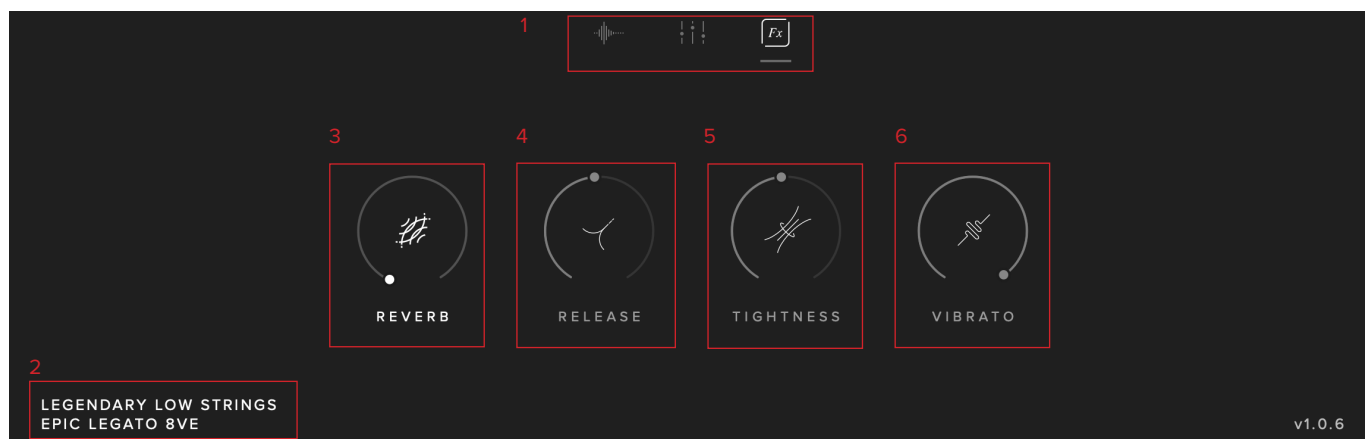 1
Fx
3
4
5
6
REVERB
RELEASE
TIGHTNESS
VIBRATO
2
LEGENDARY LOW STRINGS
EPIC LEGATO 8VE
v1.0.6